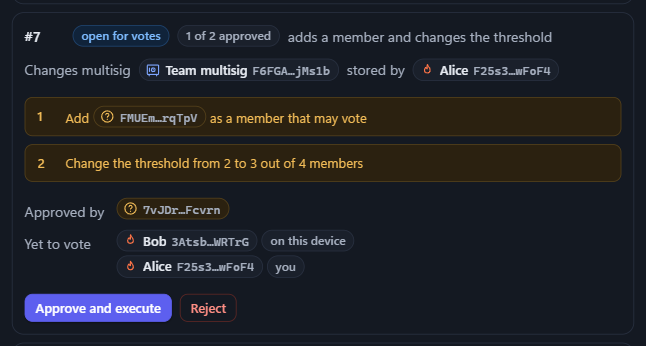 #7 open for votes 1 of 2 approved adds a member and changes the threshold
Changes multisig Team multisig F6FGA…jMs1b stored by Alice F25s3…wFoF4
1 Add FMUEm…rqTpV as a member that may vote
2 Change the threshold from 2 to 3 out of 4 members
Approved by 7vJDr…Fcvrn
Yet to vote Bob 3Atsb…WRTrG on this device
Alice F25s3…wFoF4 you
Approve and execute Reject